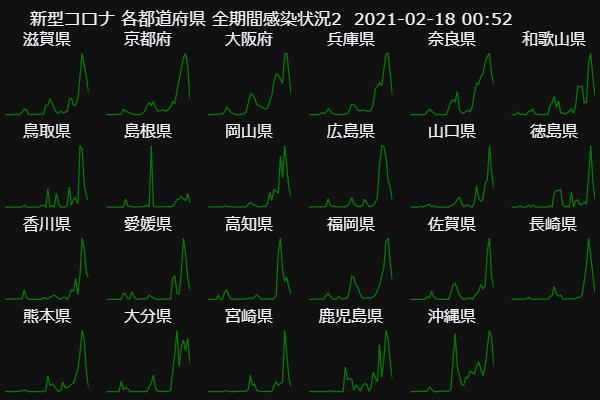 新型コロナ 各都道府県 全期間感染状況2 2021-02-18 00:52
滋賀県 京都府 大阪府 兵庫県 奈良県 和歌山県
鳥取県 島根県 岡山県 広島県 山口県 徳島県
香川県 愛媛県 高知県 福岡県 佐賀県 長崎県
熊本県 大分県 宮崎県 鹿児島県 沖縄県